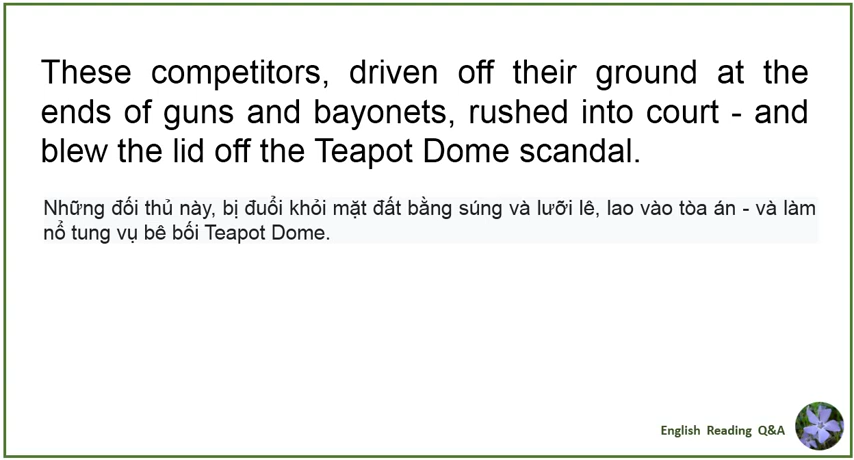 These competitors, driven off their ground at the
ends of guns and bayonets, rushed into court - and
blew the lid off the Teapot Dome scandal.
Những đối thủ này, bị đuổi khỏi mặt đất bằng súng và lưỡi lê, lao vào tòa án - và làm
nổ tung vụ bê bối Teapot Dome.
English Reading Q&A